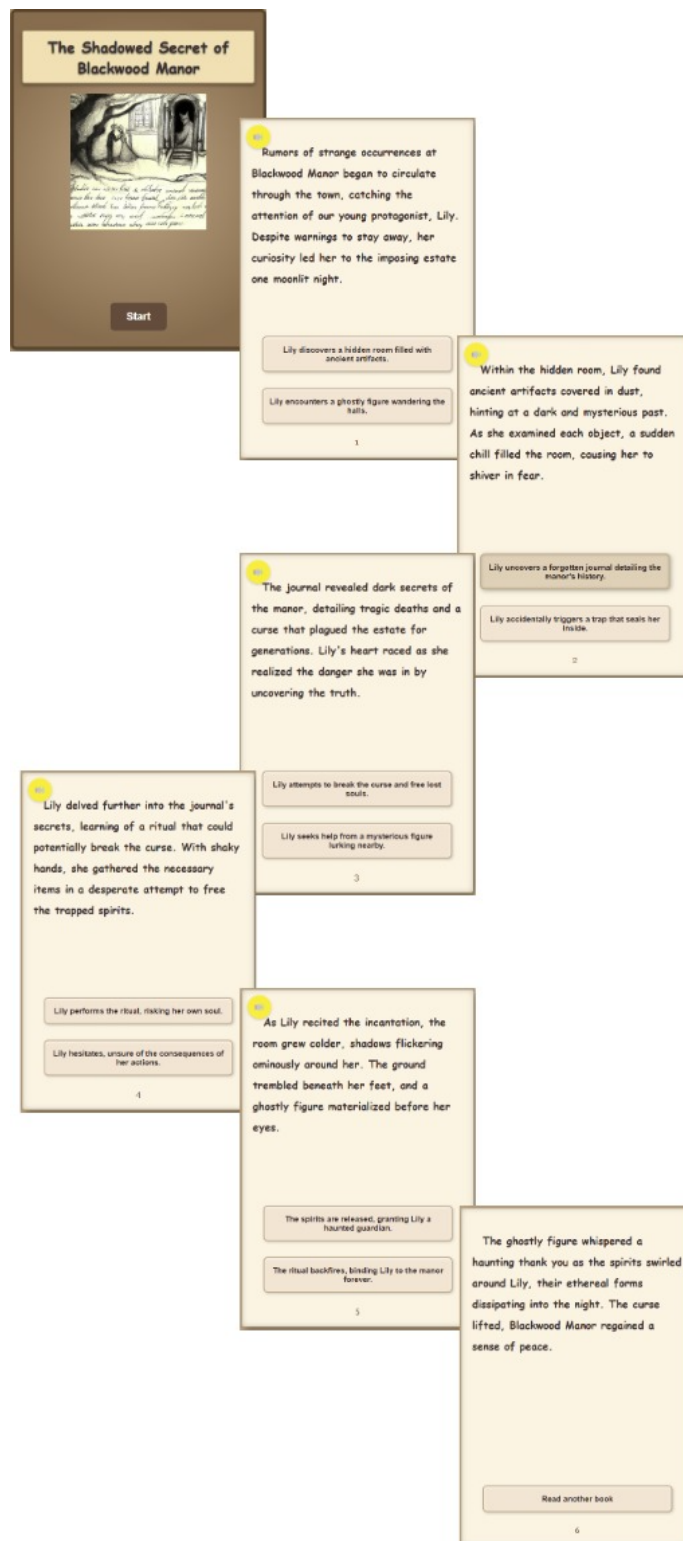 The Shadowed Secret of
Blackwood Manor
Start
Rumors of strange occurrences at
Blackwood Manor began to circulate
through the town, catching the
attention of our young protagonist, Lily.
Despite warnings to stay away, her
curiosity led her to the imposing estate
one moonlit night.
Lily discovers a hidden room filled with
ancient artifacts.
Lily encounters a ghostly figure wandering the
halls.
1
Within the hidden room, Lily found
ancient artifacts covered in dust,
hinting at a dark and mysterious past.
As she examined each object, a sudden
chill filled the room, causing her to
shiver in fear.
Lily uncovers a forgotten journal detailing the
manor's history.
Lily accidentally triggers a trap that seals her
inside.
2
The journal revealed dark secrets of
the manor, detailing tragic deaths and a
curse that plagued the estate for
generations. Lily's heart raced as she
realized the danger she was in by
uncovering the truth.
Lily attempts to break the curse and free lost
souls.
Lily seeks help from a mysterious figure
lurking nearby.
3
Lily delved further into the journal's
secrets, learning of a ritual that could
potentially break the curse. With shaky
hands, she gathered the necessary
items in a desperate attempt to free
the trapped spirits.
Lily performs the ritual, risking her own soul.
Lily hesitates, unsure of the consequences of
her actions.
4
As Lily recited the incantation, the
room grew colder, shadows flickering
ominously around her. The ground
trembled beneath her feet, and a
ghostly figure materialized before her
eyes.
The spirits are released, granting Lily a
haunted guardian.
The ritual backfires, binding Lily to the manor
forever.
5
The ghostly figure whispered a
haunting thank you as the spirits swirled
around Lily, their ethereal forms
dissipating into the night. The curse
lifted, Blackwood Manor regained a
sense of peace.
Read another book
6